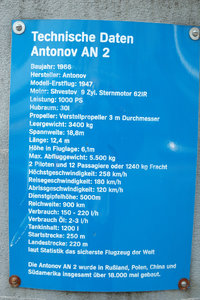 Technische Daten
Antonov AN 2
Baujahr: 1966
Hersteller: Antonov
Modell-Erstflug: 1947
Motor: Shvestov 9 Zyl. Sternmotor 62IR
Leistung: 1000 PS
Hubraum: 30l
Propeller: Verstellpropeller 3 m Durchmesser
Leergewicht: 3400 kg
Spannweite: 18,8m
Länge: 12,4 m
Höhe in Fluglage: 6,1m
Max. Abfluggewicht: 5.500 kg
2 Piloten und 12 Passagiere oder 1240 kg Fracht
Höchstgeschwindigkeit: 258 km/h
Reisegeschwindigkeit: 180 km/h
Abrissgeschwindigkeit: 120 km/h
Dienstgipfelhöhe: 5000m
Reichweite: 900 km
Verbrauch: 150 - 220 l/h
Verbrauch Öl: 2-3 l/h
Tankinhalt: 1200 l
Startstrecke: 250 m
Landestrecke: 220 m
laut Statistik das sicherste Flugzeug der Welt
Die Antonov AN 2 wurde in Rußland, Polen, China und
Südamerika insgesamt über 18.000 mal gebaut.